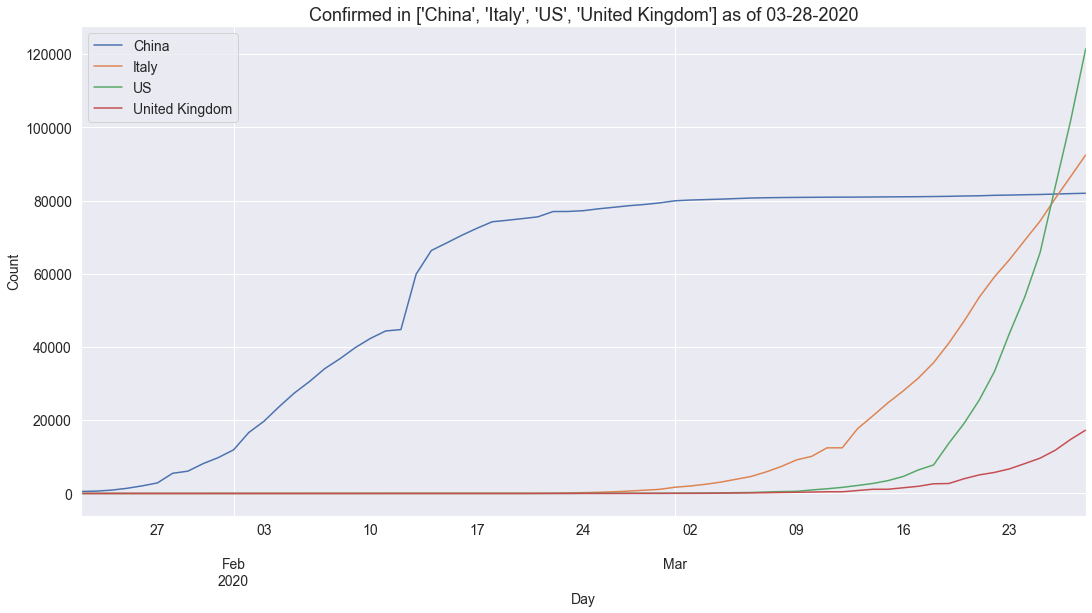 Confirmed in ['China', 'Italy', 'US', 'United Kingdom'] as of 03-28-2020
China
Italy
US
United Kingdom
120000
100000
80000
60000
40000
20000
0
Count
27
03
10
17
24
02
09
16
23
Feb
2020
Mar
Day